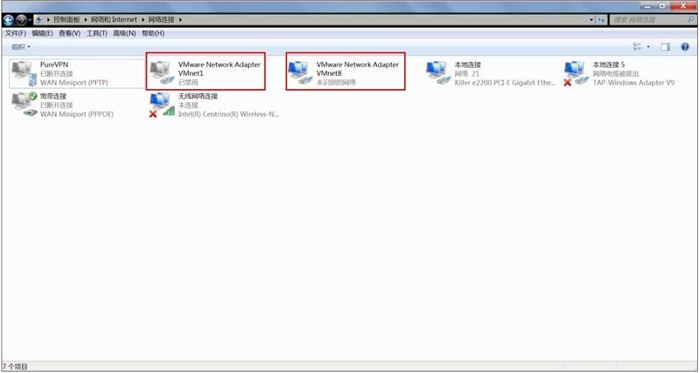 控制面板 ▸ 网络和 Internet ▸ 网络连接 ▸
搜索 网络连接
文件(F) 编辑(E) 查看(V) 工具(T) 高级(N) 帮助(H)
组织
PureVPN
已断开连接
WAN Miniport (PPTP)
VMware Network Adapter
VMnet1
已禁用
VMware Network Adapter
VMnet8
未识别的网络
本地连接
网络 21
Killer e2200 PCI-E Gigabit Ethe...
本地连接 5
网络电缆被拔出
TAP-Windows Adapter V9
宽带连接
已断开连接
WAN Miniport (PPPOE)
无线网络连接
未连接
Intel(R) Centrino(R) Wireless-N...
7 个项目